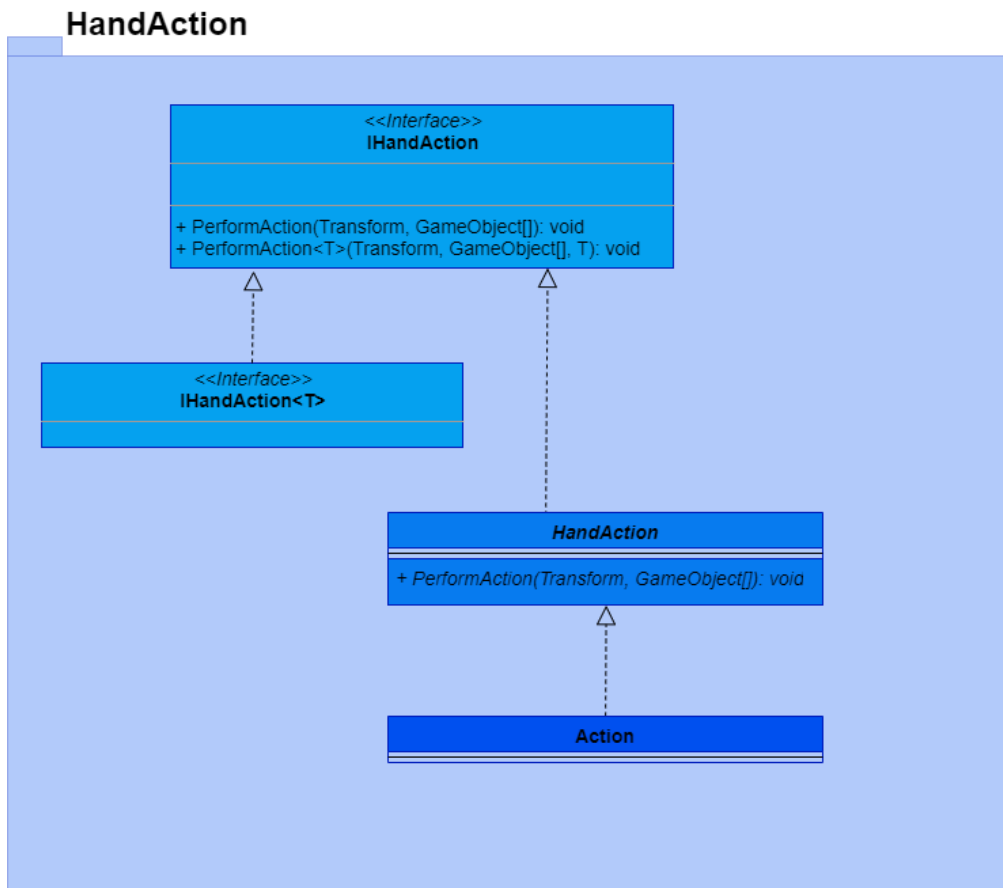 HandAction
<<Interface>>
IHandAction
+ PerformAction(Transform, GameObject[]): void
+ PerformAction<T>(Transform, GameObject[], T): void
<<Interface>>
IHandAction<T>
HandAction
+ PerformAction(Transform, GameObject[]): void
Action